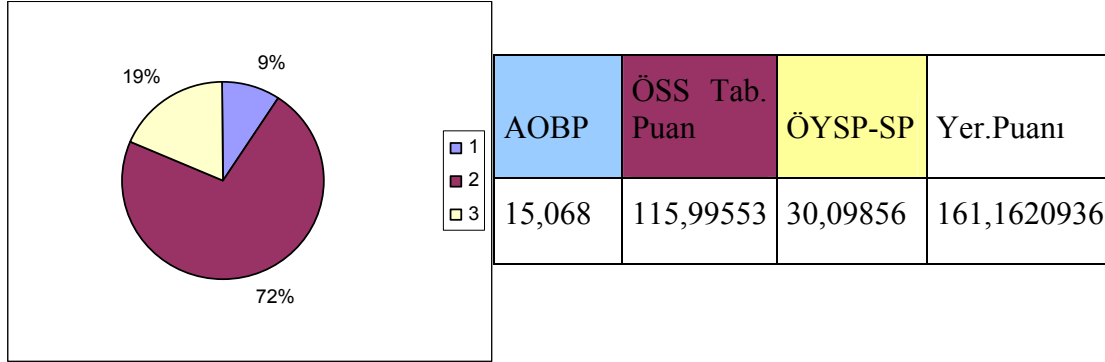 19%
9%
72%
1
2
3
AOBP
ÖSS Tab.
Puan
ÖYSP-SP
Yer.Puanı
15,068
115,99553
30,09856
161,1620936